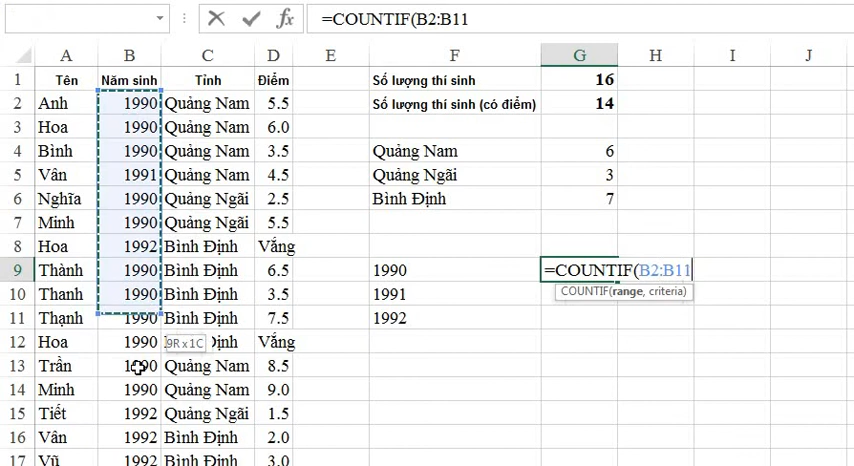 =COUNTIF(B2:B11
A B C D E F G H I J
1 Tên Năm sinh Tỉnh Điểm Số lượng thí sinh 16
2 Anh 1990 Quảng Nam 5.5 Số lượng thí sinh (có điểm) 14
3 Hoa 1990 Quảng Nam 6.0
4 Bình 1990 Quảng Nam 3.5 Quảng Nam 6
5 Vân 1991 Quảng Nam 4.5 Quảng Ngãi 3
6 Nghĩa 1990 Quảng Ngãi 2.5 Bình Định 7
7 Minh 1990 Quảng Ngãi 5.5
8 Hoa 1992 Bình Định Vắng
9 Thành 1990 Bình Định 6.5 1990 =COUNTIF(B2:B11
10 Thanh 1990 Bình Định 3.5 1991 COUNTIF(range, criteria)
11 Thạnh 1990 Bình Định 7.5 1992
12 Hoa 1990 9R x 1C Định Vắng
13 Trần 1990 Quảng Nam 8.5
14 Minh 1990 Quảng Nam 9.0
15 Tiết 1992 Quảng Ngãi 1.5
16 Vân 1992 Bình Định 2.0
17 Vũ 1992 Bình Định 3.0